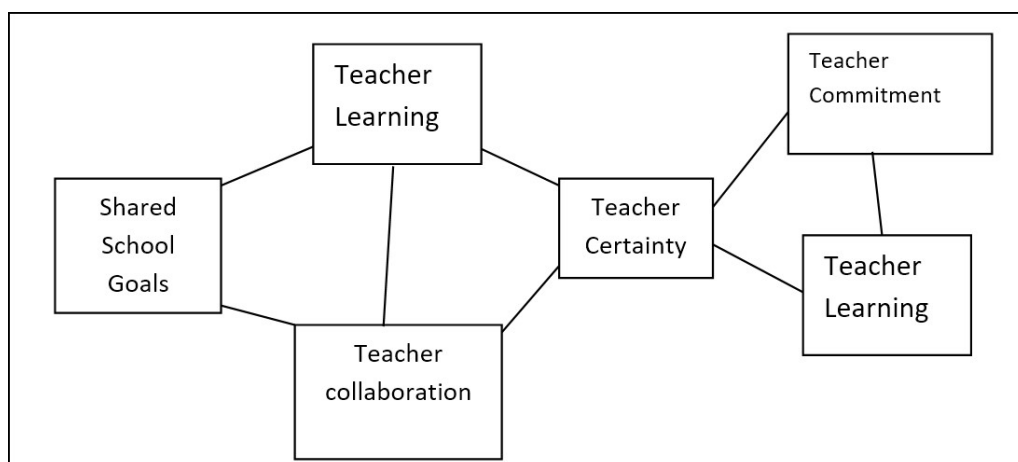 Teacher
Learning
Teacher
Commitment
Shared
School
Goals
Teacher
Certainty
Teacher
Learning
Teacher
collaboration